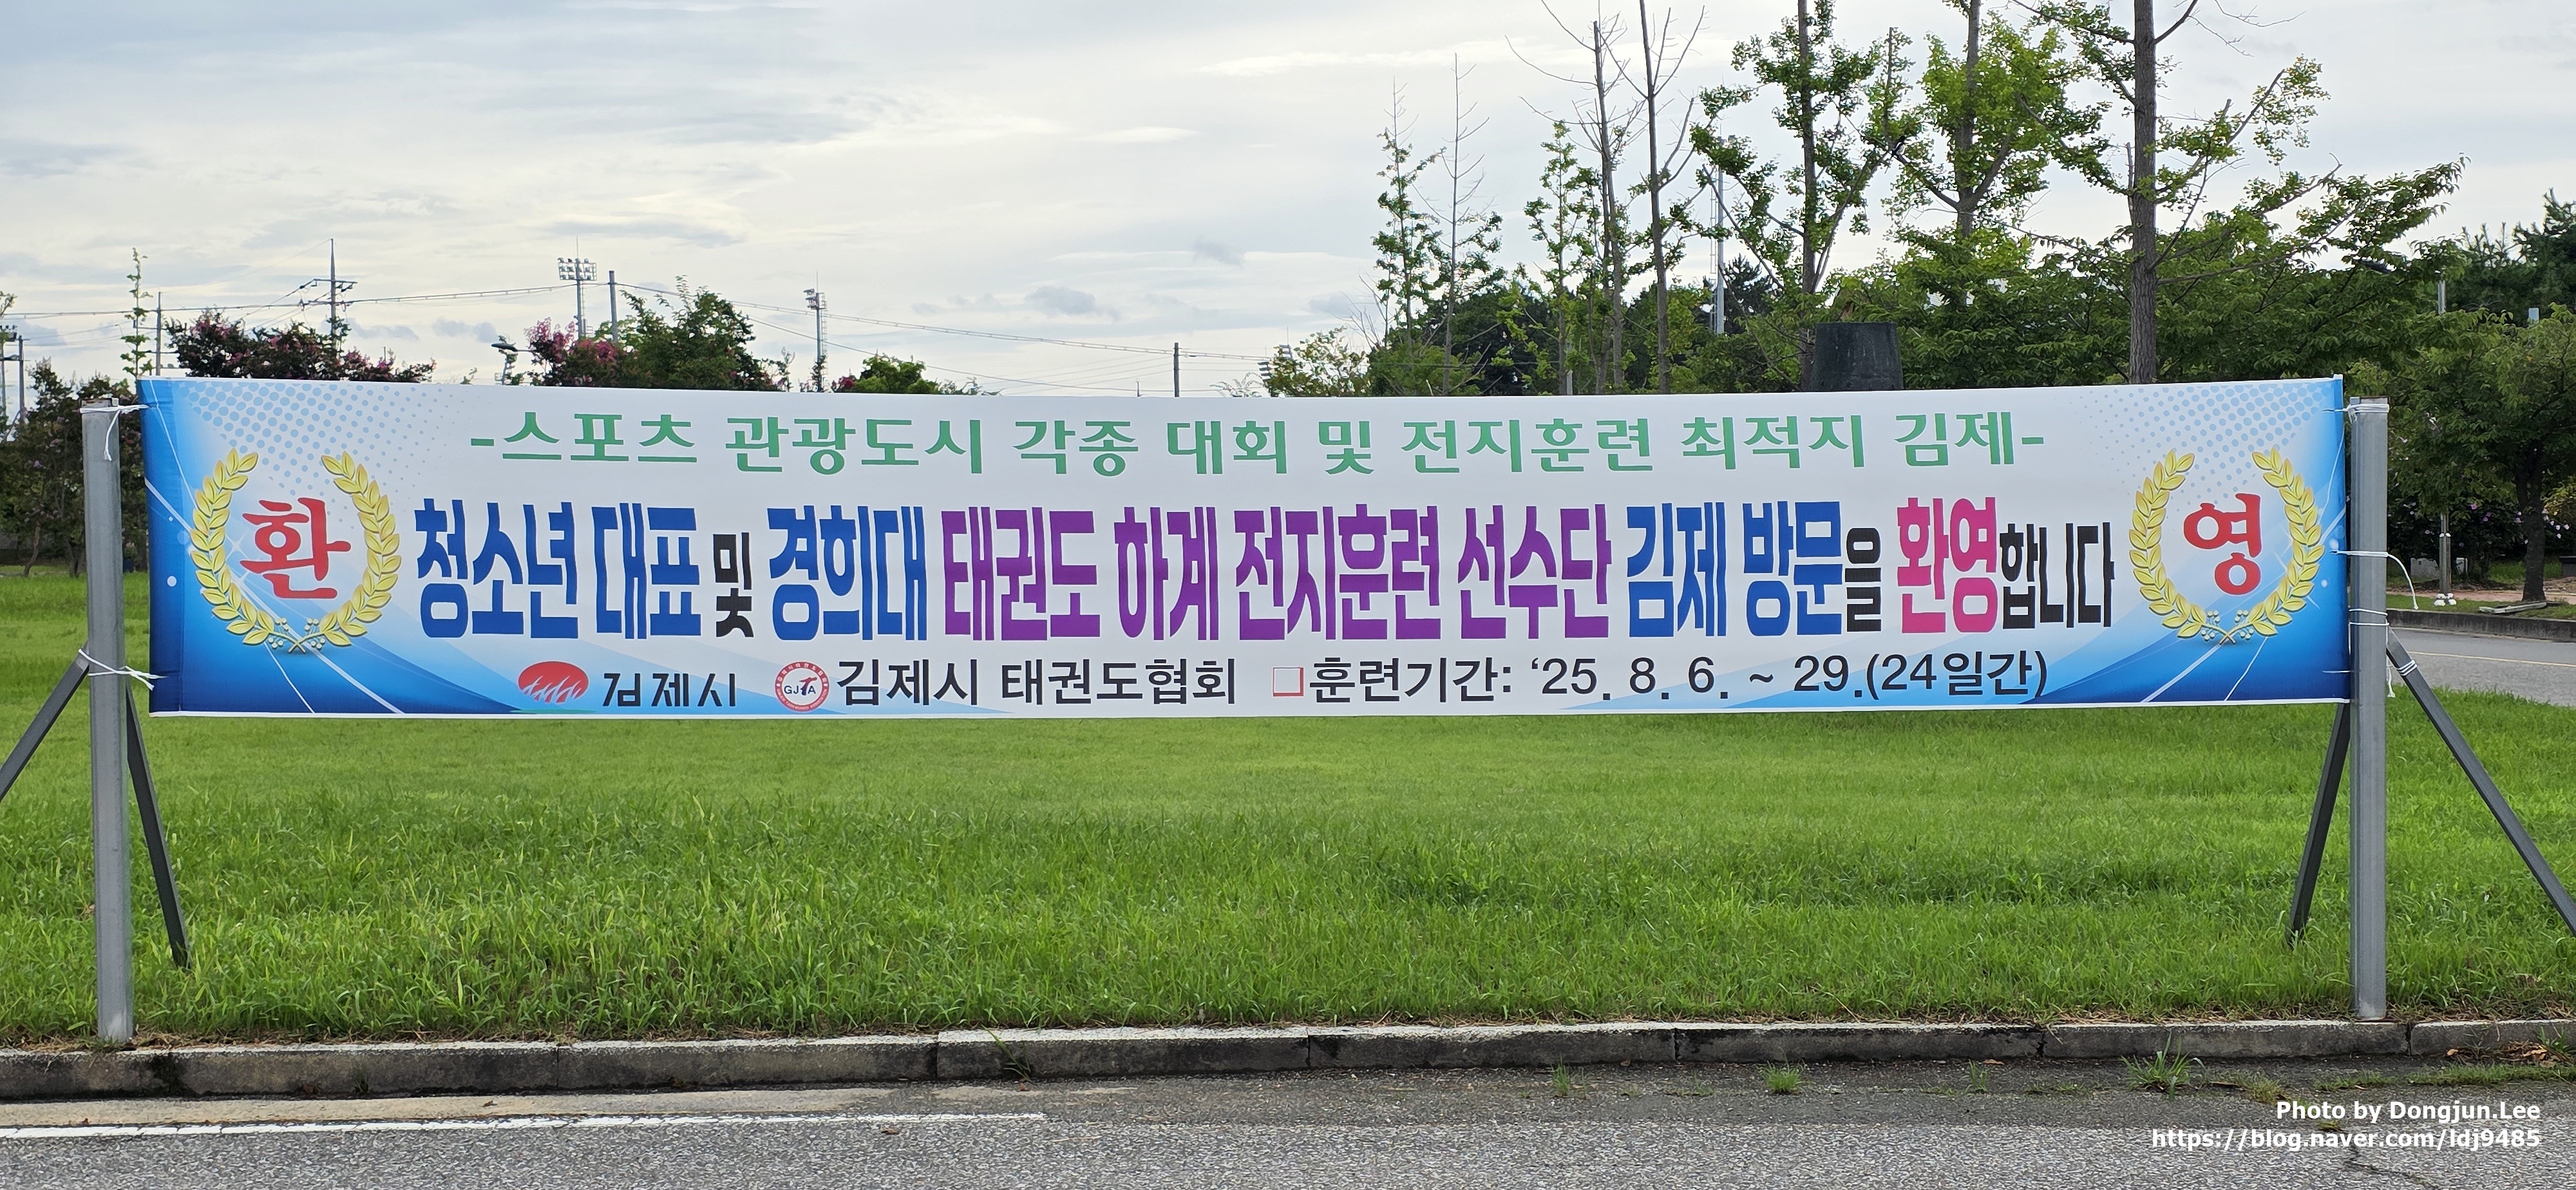 -스포츠 관광도시 각종 대회 및 전지훈련 최적지 김제-
환 청소년 대표 및 경희대 태권도 하계 전지훈련 선수단 김제 방문을 환영합니다 영
김제시 GJTA 김제시 태권도협회 □훈련기간: ‘25. 8. 6. ~ 29.(24일간)
Photo by Dongjun.Lee
https://blog.naver.com/ldj9485